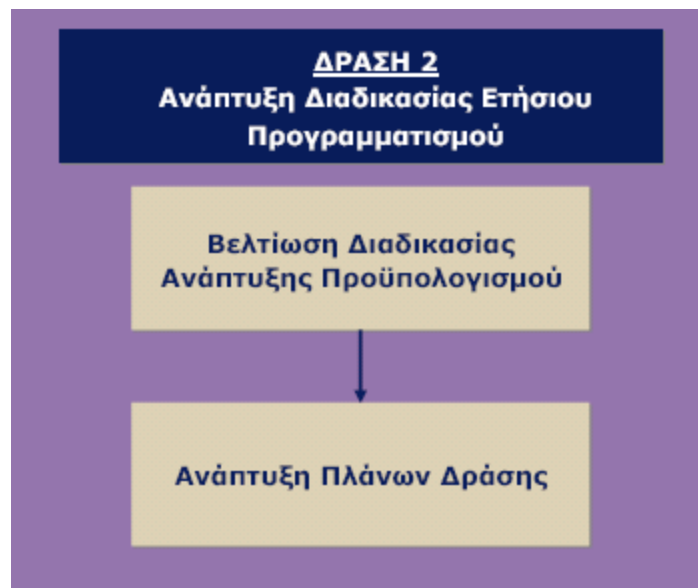 ΔΡΑΣΗ 2
Ανάπτυξη Διαδικασίας Ετήσιου
Προγραμματισμού
Βελτίωση Διαδικασίας
Ανάπτυξης Προϋπολογισμού
Ανάπτυξη Πλάνων Δράσης